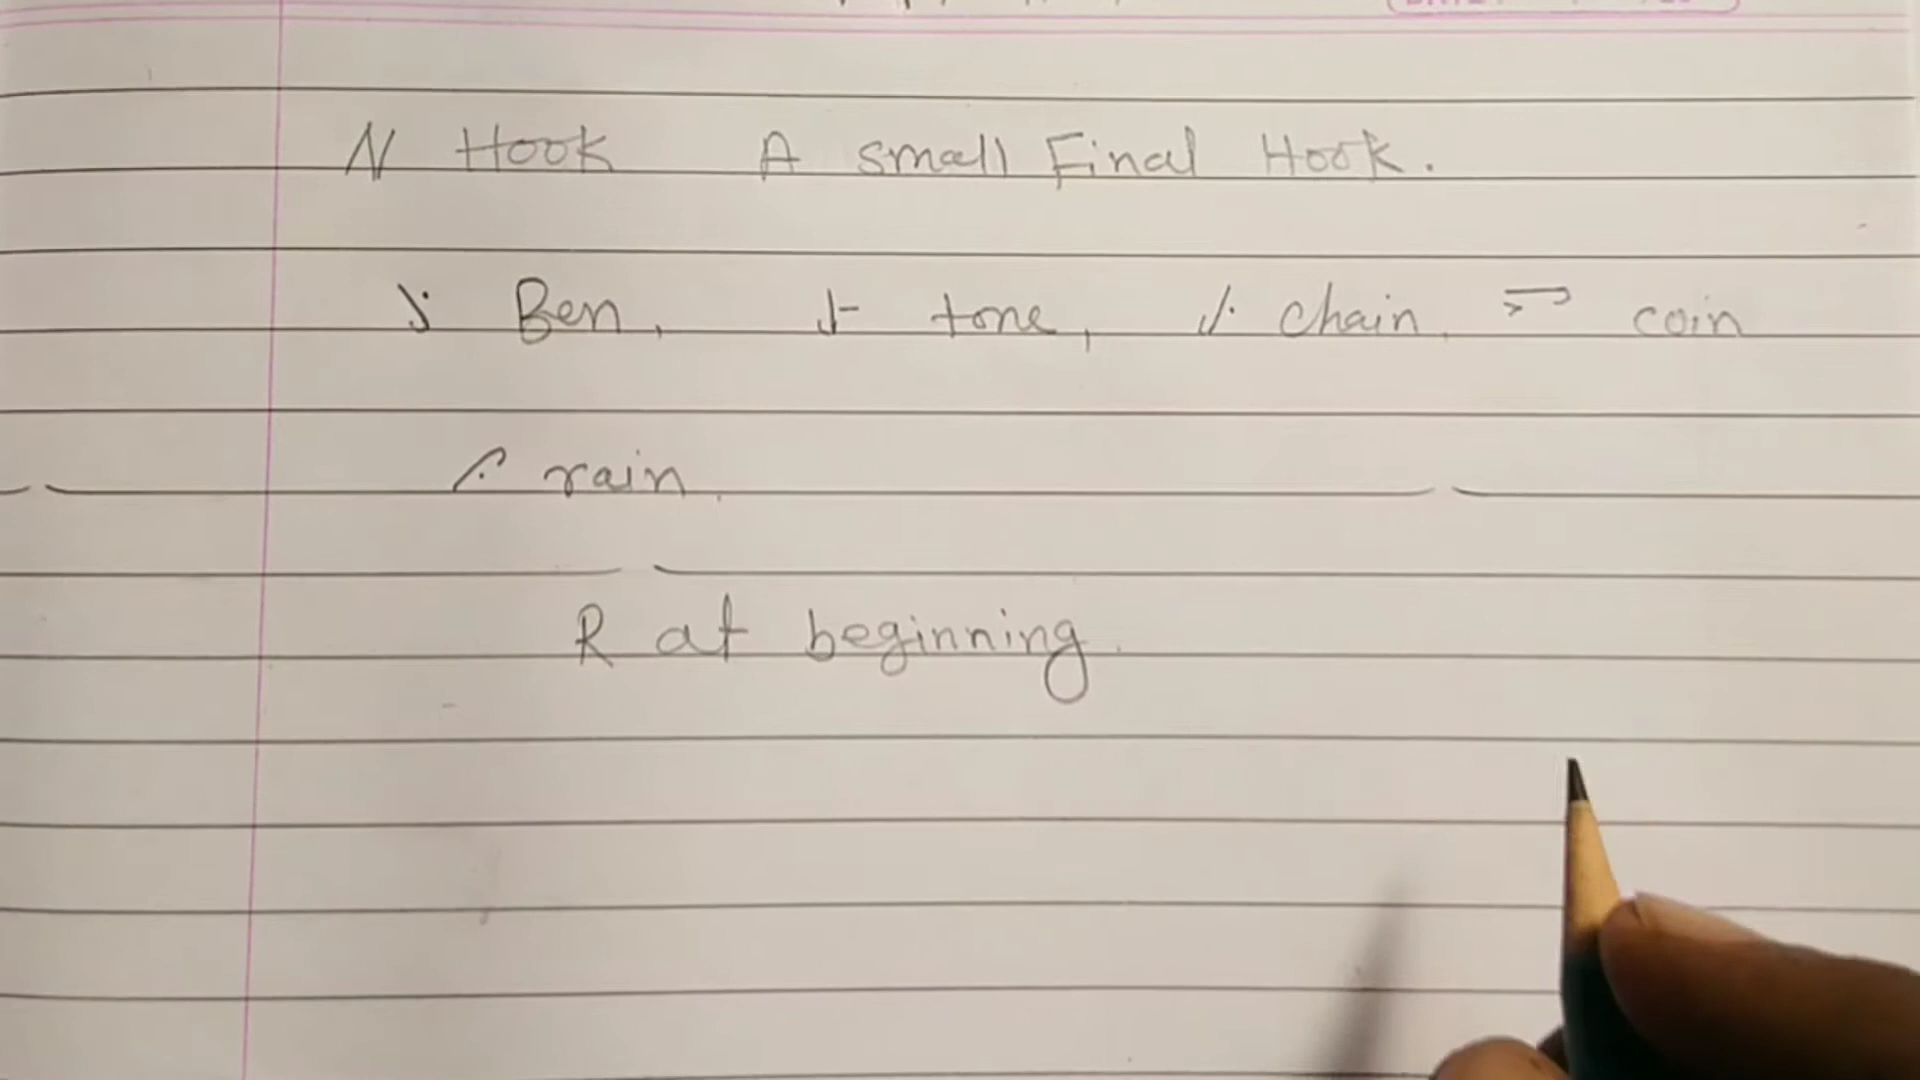 N Hook A small Final Hook.
Ben, tone, chain. coin
rain.
R at beginning.